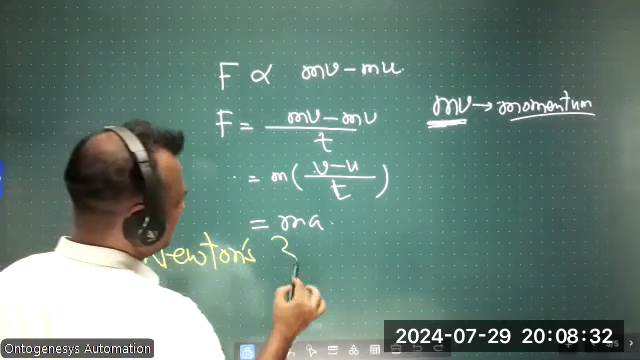 F ∝ mv - mu.
F = mv - mu / t
mv → momentum
= m ( v - u / t )
= ma.
Newton's 3
Ontogenesys Automation
2024-07-29 20:08:32